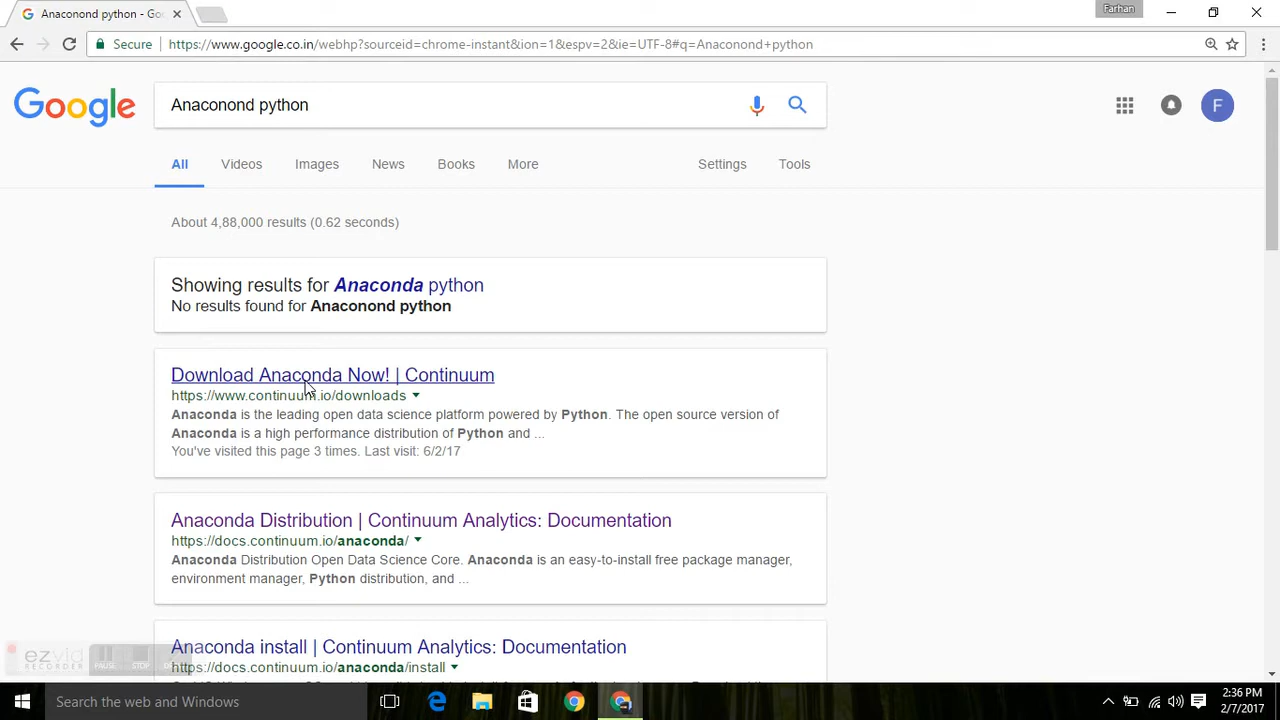 Anaconond python - Goo
Farhan
Secure
https://www.google.co.in/webhp?sourceid=chrome-instant&ion=1&espv=2&ie=UTF-8#q=Anaconond+python
Google
Anaconond python
F
All Videos Images News Books More Settings Tools
About 4,88,000 results (0.62 seconds)
Showing results for Anaconda python
No results found for Anaconond python
Download Anaconda Now! | Continuum
https://www.continuum.io/downloads
Anaconda is the leading open data science platform powered by Python. The open source version of
Anaconda is a high performance distribution of Python and ...
You've visited this page 3 times. Last visit: 6/2/17
Anaconda Distribution | Continuum Analytics: Documentation
https://docs.continuum.io/anaconda/
Anaconda Distribution Open Data Science Core. Anaconda is an easy-to-install free package manager,
environment manager, Python distribution, and ...
Anaconda install | Continuum Analytics: Documentation
https://docs.continuum.io/anaconda/install
ezvid
RECORDER
PAUSE STOP
Search the web and Windows
2:36 PM
2/7/2017